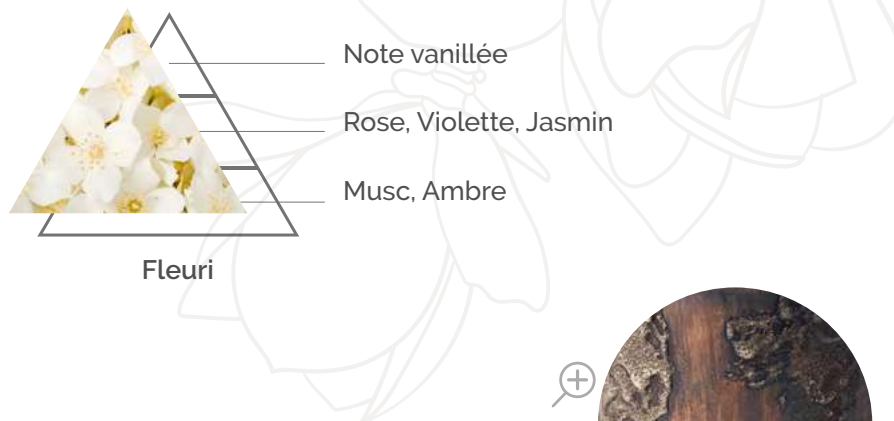 Note vanillée
Rose, Violette, Jasmin
Musc, Ambre
Fleuri